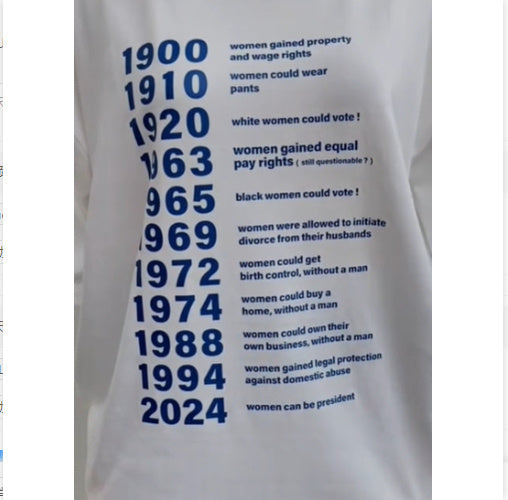 1900 women gained property
and wage rights
1910 women could wear
pants
1920 white women could vote !
1963 women gained equal
pay rights ( still questionable ? )
965 black women could vote !
1969 women were allowed to initiate
divorce from their husbands
1972 women could get
birth control, without a man
1974 women could buy a
home, without a man
1988 women could own their
own business, without a man
1994 women gained legal protection
against domestic abuse
2024 women can be president